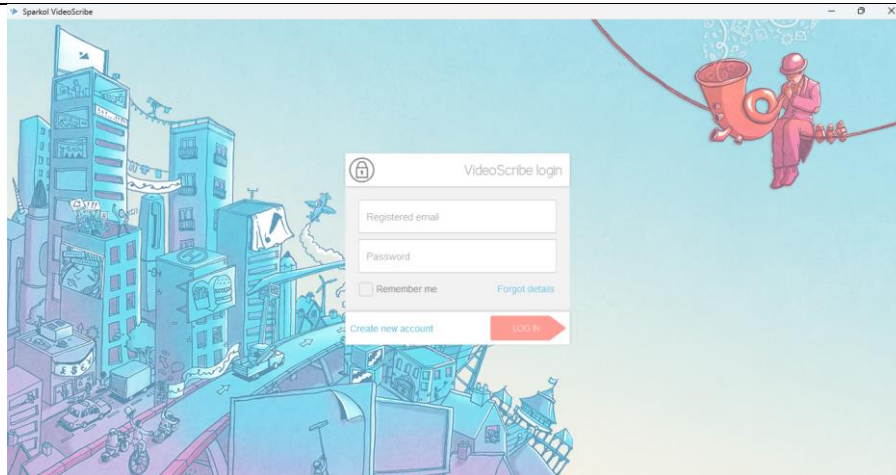 Sparkol VideoScribe
VideoScribe login
Registered email
Password
Remember me
Forgot details
Create new account
LOG IN
£ $ €